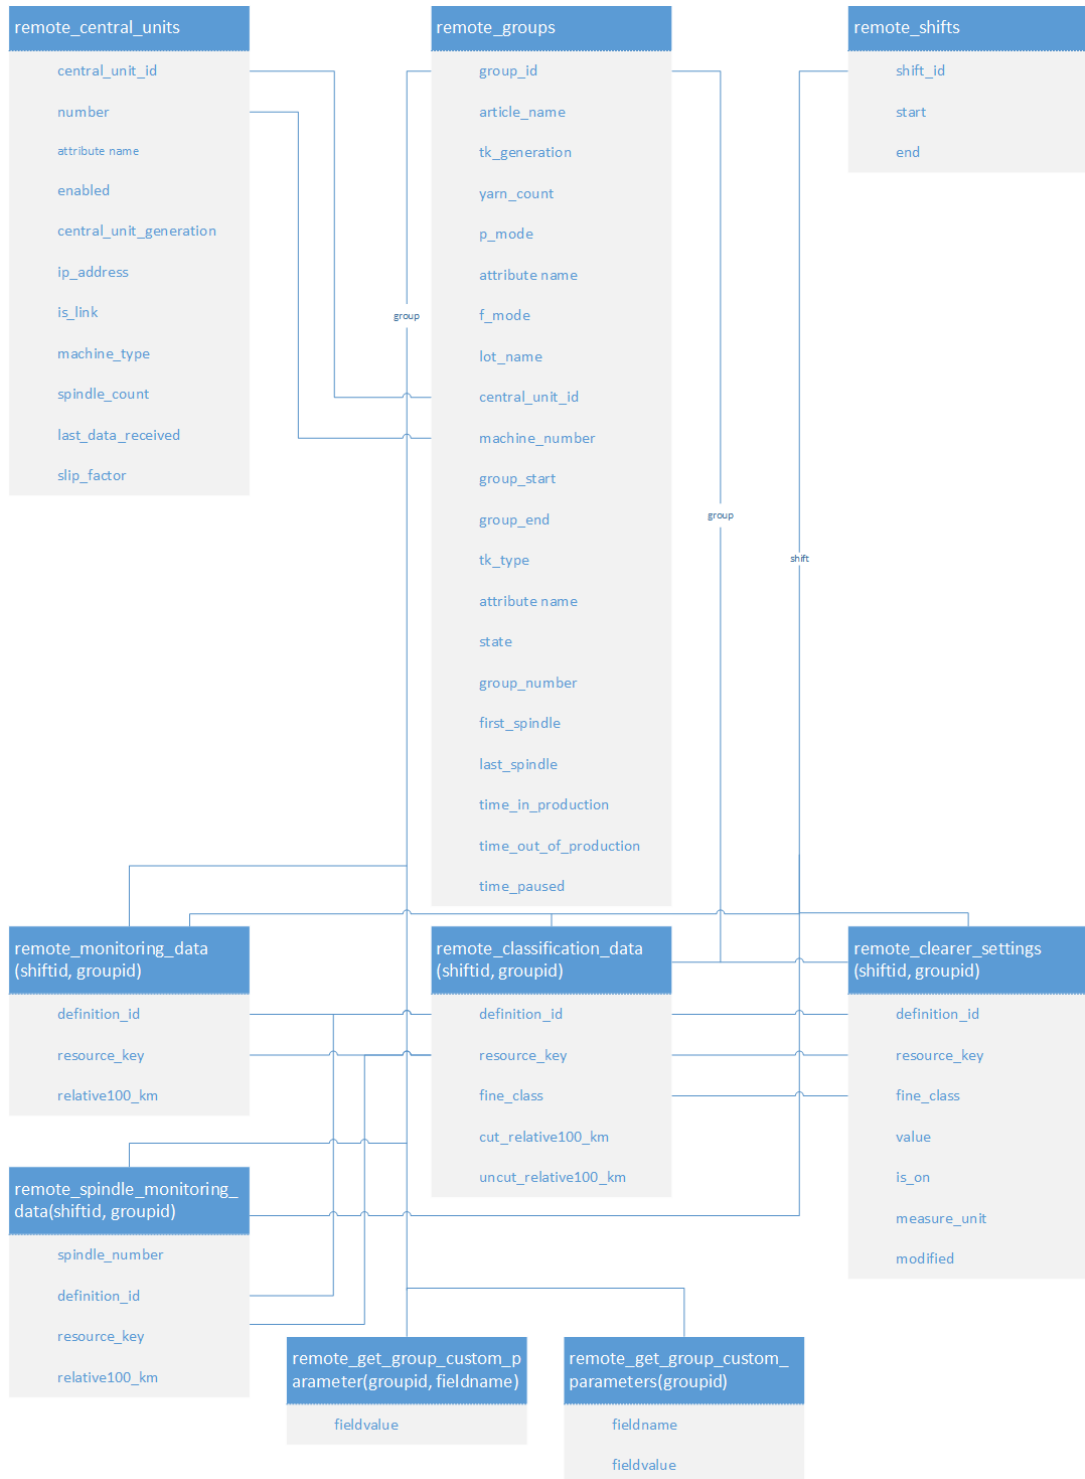 remote_central_units
central_unit_id
number
attribute name
enabled
central_unit_generation
ip_address
is_link
machine_type
spindle_count
last_data_received
slip_factor
remote_groups
group_id
article_name
tk_generation
yarn_count
p_mode
attribute name
f_mode
lot_name
central_unit_id
machine_number
group_start
group_end
tk_type
attribute name
state
group_number
first_spindle
last_spindle
time_in_production
time_out_of_production
time_paused
remote_shifts
shift_id
start
end
group
group
shift
remote_monitoring_data
(shiftid, groupid)
definition_id
resource_key
relative100_km
remote_classification_data
(shiftid, groupid)
definition_id
resource_key
fine_class
cut_relative100_km
uncut_relative100_km
remote_clearer_settings
(shiftid, groupid)
definition_id
resource_key
fine_class
value
is_on
measure_unit
modified
remote_spindle_monitoring_
data(shiftid, groupid)
spindle_number
definition_id
resource_key
relative100_km
remote_get_group_custom_p
arameter(groupid, fieldname)
fieldvalue
remote_get_group_custom_
parameters(groupid)
fieldname
fieldvalue